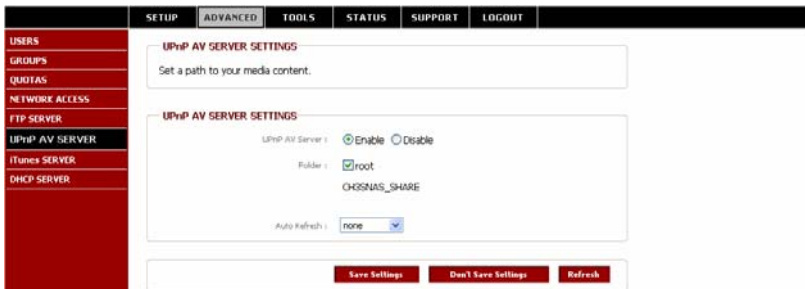 SETUP ADVANCED TOOLS STATUS SUPPORT LOGOUT
USERS
GROUPS
QUOTAS
NETWORK ACCESS
FTP SERVER
UPnP AV SERVER
iTunes SERVER
DHCP SERVER
UPnP AV SERVER SETTINGS
Set a path to your media content.
UPnP AV SERVER SETTINGS
UPnP AV Server : Enable Disable
Folder : root
CH3SNAS_SHARE
Auto Refresh : none
Save Settings Don't Save Settings Refresh